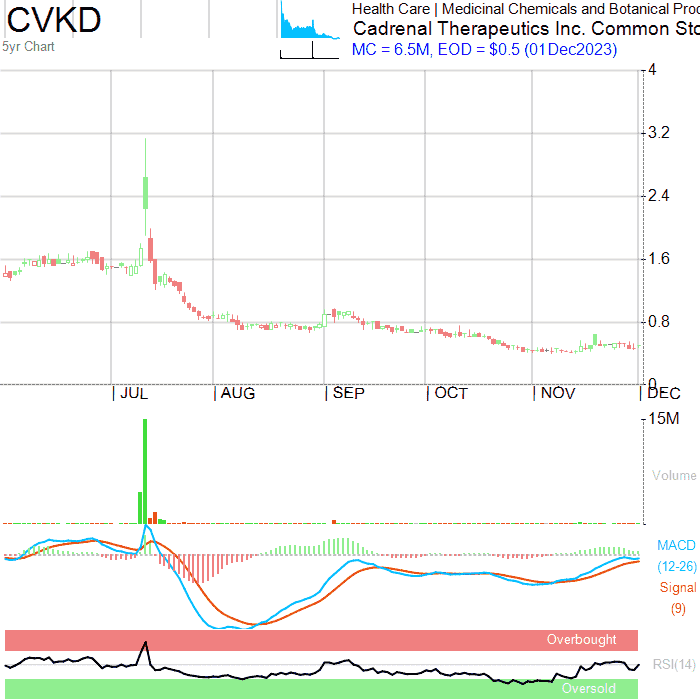 CVKD
5yr Chart
Health Care | Medicinal Chemicals and Botanical
Cadrenal Therapeutics Inc. Common
MC = 6.5M, EOD = $0.5 (01Dec2023)
4
3.2
2.4
1.6
0.8
0
JUL AUG SEP OCT NOV DEC
15M
Volume
MACD
(12-26)
Signal
(9)
Overbought
RSI(14)
Oversold